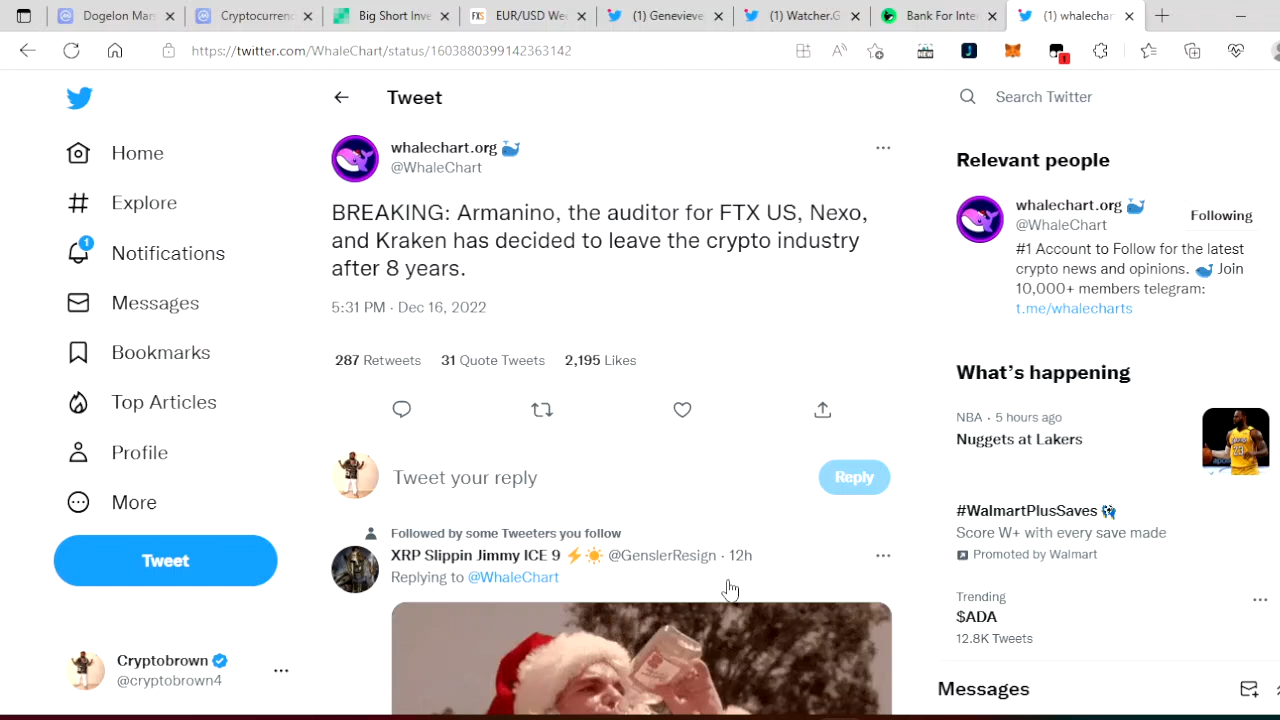 Dogelon Mar
Cryptocurrenc
Big Short Inve
FXS EUR/USD We
(1) Genevieve
(1) Watcher.G
Bank For Inte
(1) whalechar
https://twitter.com/WhaleChart/status/1603880399142363142
Tweet
Search Twitter
Home
Explore
1
Notifications
Messages
Bookmarks
Top Articles
Profile
More
Tweet
Cryptobrown
@cryptobrown4
whalechart.org
@WhaleChart
BREAKING: Armanino, the auditor for FTX US, Nexo,
and Kraken has decided to leave the crypto industry
after 8 years.
5:31 PM · Dec 16, 2022
287 Retweets 31 Quote Tweets 2,195 Likes
Tweet your reply
Reply
Followed by some Tweeters you follow
XRP Slippin Jimmy ICE 9 @GenslerResign · 12h
Replying to @WhaleChart
Relevant people
whalechart.org
@WhaleChart
Following
#1 Account to Follow for the latest
crypto news and opinions. Join
10,000+ members telegram:
t.me/whalecharts
What's happening
NBA · 5 hours ago
Nuggets at Lakers
#WalmartPlusSaves
Score W+ with every save made
Promoted by Walmart
Trending
$ADA
12.8K Tweets
Messages